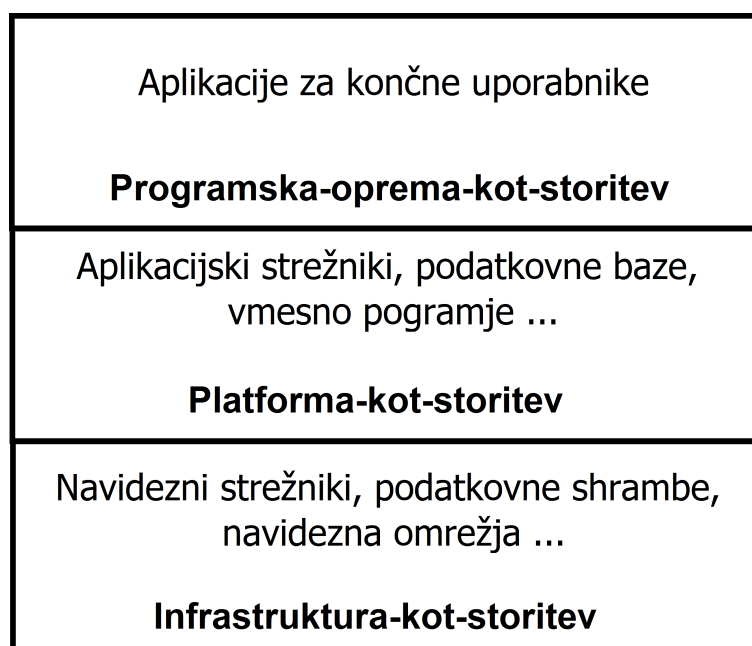 Aplikacije za končne uporabnike
Programska-oprema-kot-storitev
Aplikacijski strežniki, podatkovne baze,
vmesno pogramje ...
Platforma-kot-storitev
Navidezni strežniki, podatkovne shrambe,
navidezna omrežja ...
Infrastruktura-kot-storitev